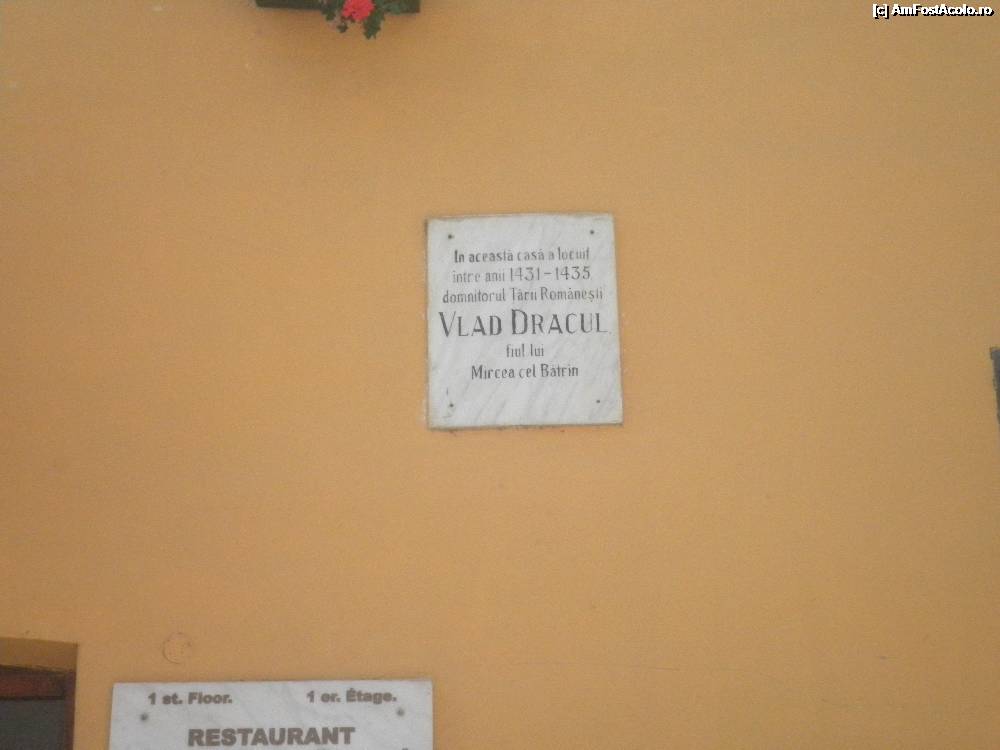 [c] AmFostAcolo.ro
In această casă a locuit
între anii 1431-1435
domnitorul Tării Românești
VLAD DRACUL
fiul lui
Mircea cel Bătrîn
1 st. Floor. 1 er. Étage.
RESTAURANT